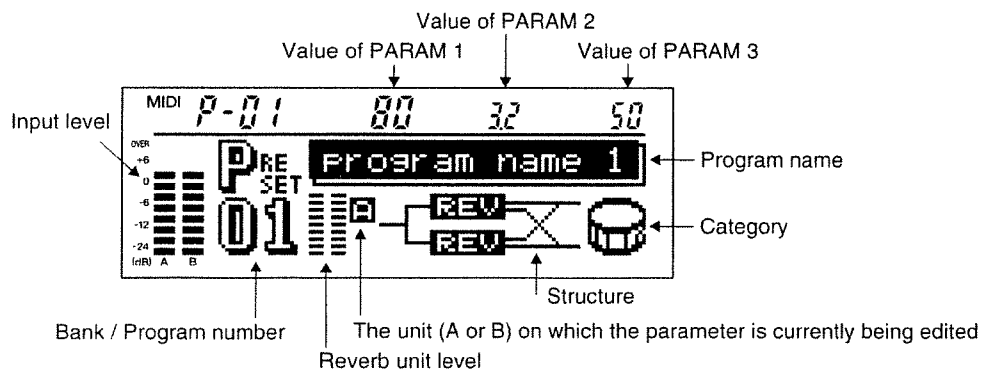 Value of PARAM 2
Value of PARAM 1
Value of PARAM 3
MIDI P-01 80 3.2 50
Input level
OVER
+6
0
-6
-12
-24
(dB) A B
PRE
SET
01
program name 1
Program name
A
REV
REV
Category
Structure
Bank / Program number
The unit (A or B) on which the parameter is currently being edited
Reverb unit level